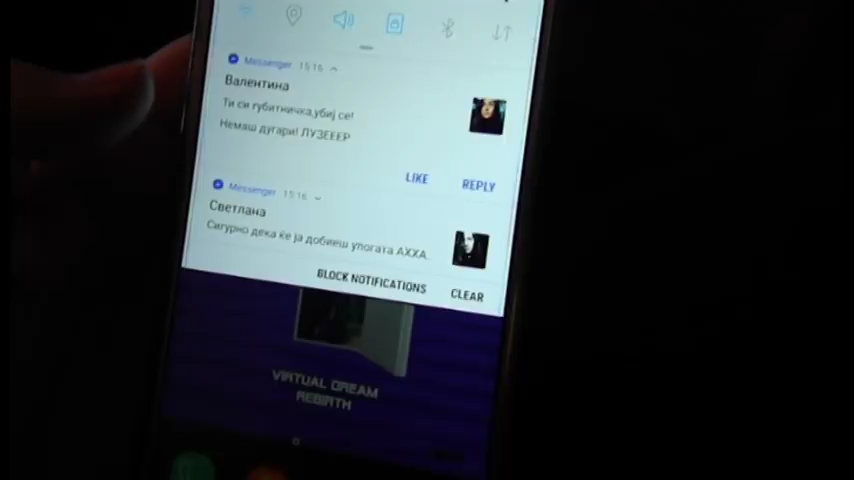 Messenger 15:16
Валентина
Ти си губитничка,убиј се!
Немаш другари! ЛУЗЕЕЕР
LIKE REPLY
Messenger 15:16
Светлана
Сигурно дека ќе ја добиеш улогата АХХА.
BLOCK NOTIFICATIONS CLEAR
VIRTUAL DREAM
REBIRTH